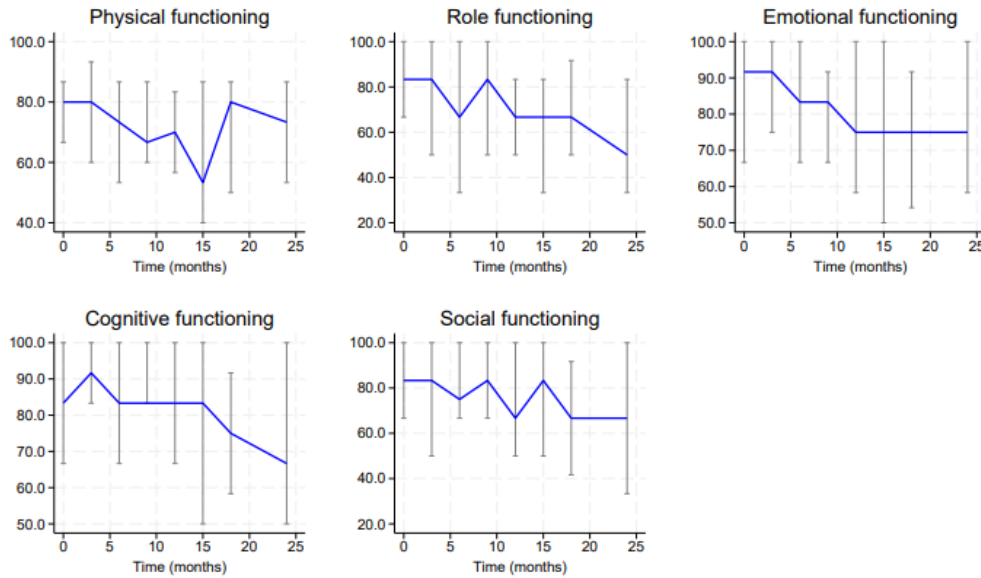 Physical functioning
100.0
80.0
60.0
40.0
0 5 10 15 20 25
Time (months)
Role functioning
100.0
80.0
60.0
40.0
20.0
0 5 10 15 20 25
Time (months)
Emotional functioning
100.0
90.0
80.0
70.0
60.0
50.0
0 5 10 15 20 25
Time (months)
Cognitive functioning
100.0
90.0
80.0
70.0
60.0
50.0
0 5 10 15 20 25
Time (months)
Social functioning
100.0
80.0
60.0
40.0
20.0
0 5 10 15 20 25
Time (months)